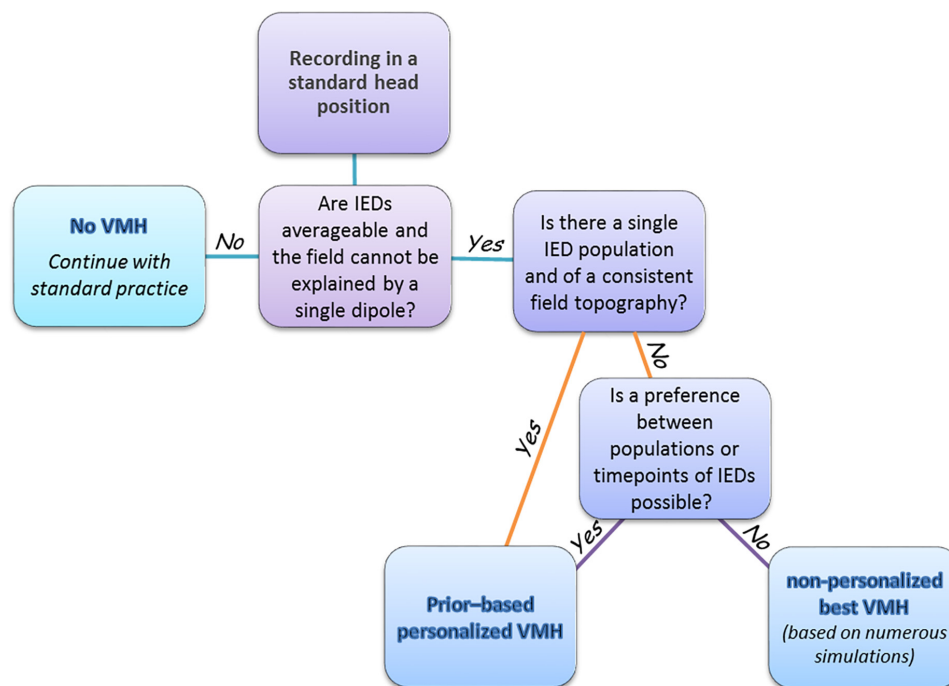 Recording in a
standard head
position
No VMH
Continue with
standard practice
No
Are IEDs
averageable and
the field cannot be
explained by a
single dipole?
Yes
Is there a single
IED population
and of a consistent
field topography?
Yes
No
Is a preference
between
populations or
timepoints of IEDs
possible?
Yes
No
Prior–based
personalized VMH
non-personalized
best VMH
(based on numerous
simulations)